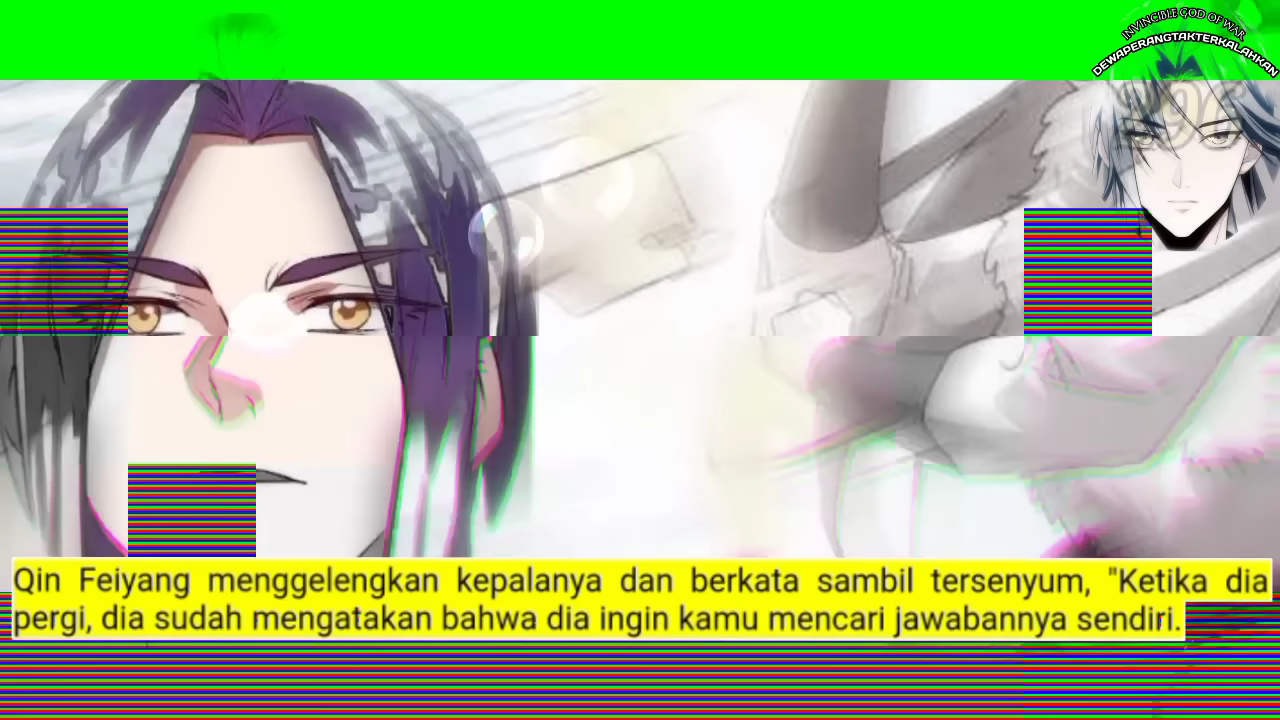 INVINCIBLE GOD OF WAR
DEWAPERANGTAKTERKALAHKAN
Qin Feiyang menggelengkan kepalanya dan berkata sambil tersenyum, "Ketika dia
pergi, dia sudah mengatakan bahwa dia ingin kamu mencari jawabannya sendiri.